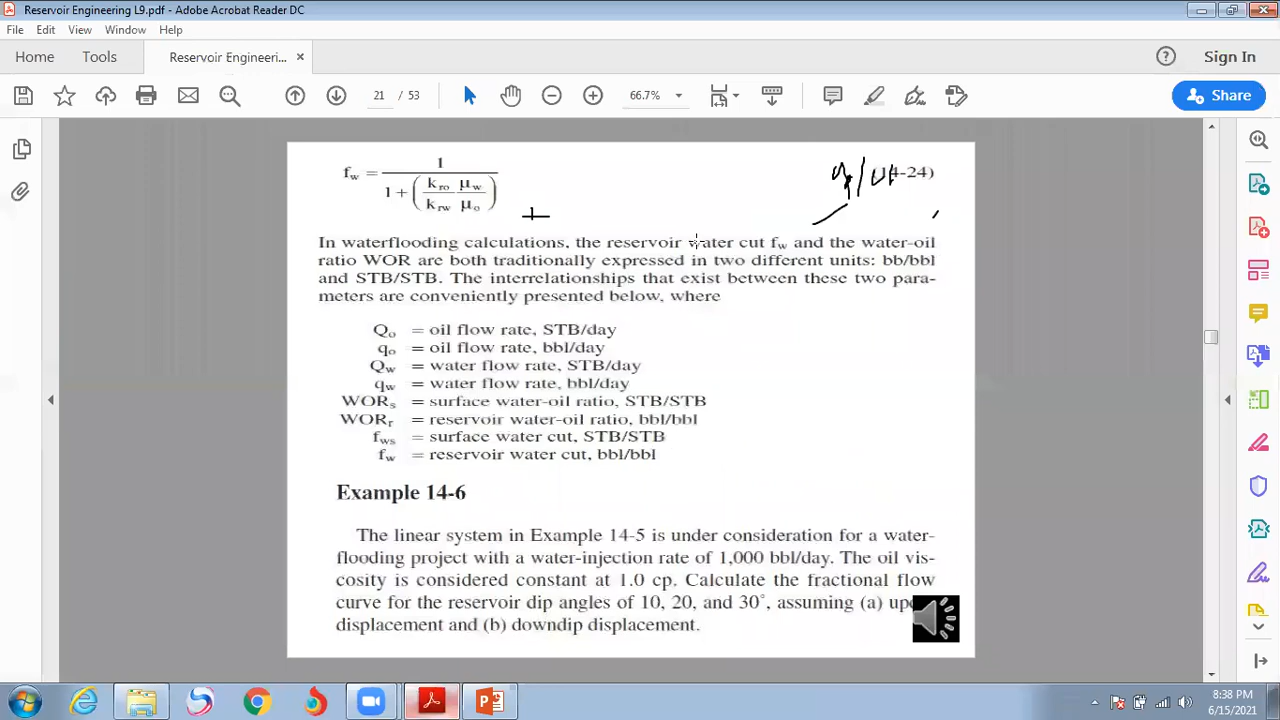 Reservoir Engineering L9.pdf - Adobe Acrobat Reader DC
File Edit View Window Help
Home Tools Reservoir Engineeri... × Sign In
21 / 53 66.7% Share
f_w = 1 / (1 + (k_ro/k_rw μ_w/μ_o))
4-24)
In waterflooding calculations, the reservoir water cut f_w and the water-oil
ratio WOR are both traditionally expressed in two different units: bb/bbl
and STB/STB. The interrelationships that exist between these two para-
meters are conveniently presented below, where
Q_o = oil flow rate, STB/day
q_o = oil flow rate, bbl/day
Q_w = water flow rate, STB/day
q_w = water flow rate, bbl/day
WOR_s = surface water-oil ratio, STB/STB
WOR_r = reservoir water-oil ratio, bbl/bbl
f_ws = surface water cut, STB/STB
f_w = reservoir water cut, bbl/bbl
Example 14-6
The linear system in Example 14-5 is under consideration for a water-
flooding project with a water-injection rate of 1,000 bbl/day. The oil vis-
cosity is considered constant at 1.0 cp. Calculate the fractional flow
curve for the reservoir dip angles of 10, 20, and 30°, assuming (a) up
displacement and (b) downdip displacement.
8:38 PM
6/15/2021